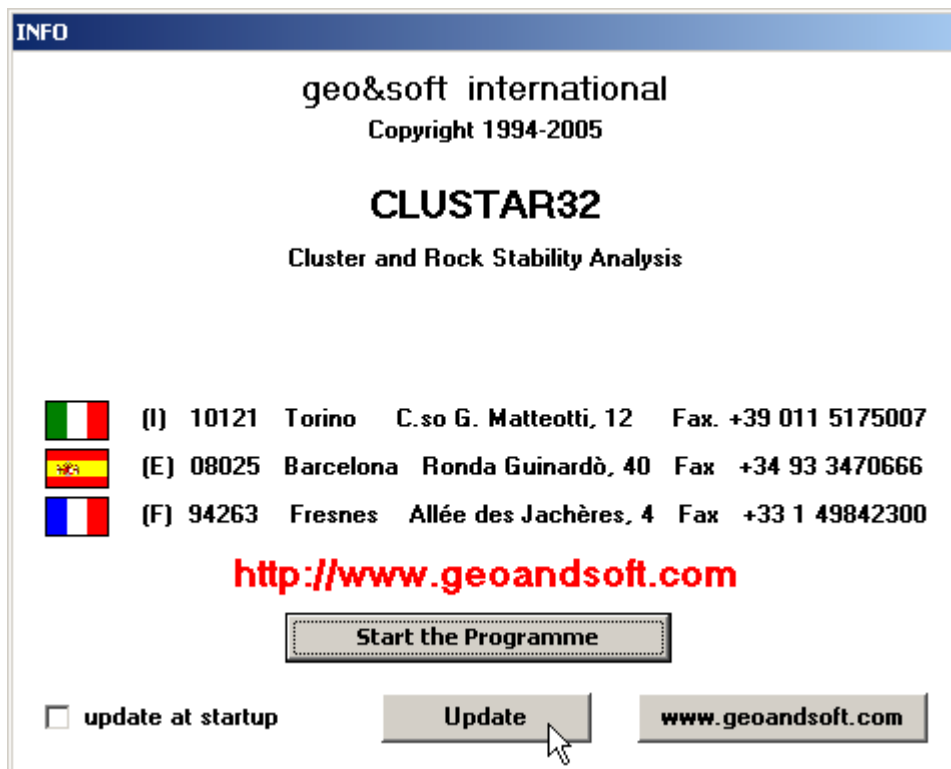 INFO
geo&soft international
Copyright 1994-2005
CLUSTAR32
Cluster and Rock Stability Analysis
(I) 10121 Torino C.so G. Matteotti, 12 Fax. +39 011 5175007
(E) 08025 Barcelona Ronda Guinardò, 40 Fax +34 93 3470666
(F) 94263 Fresnes Allée des Jachères, 4 Fax +33 1 49842300
http://www.geoandsoft.com
Start the Programme
update at startup Update www.geoandsoft.com